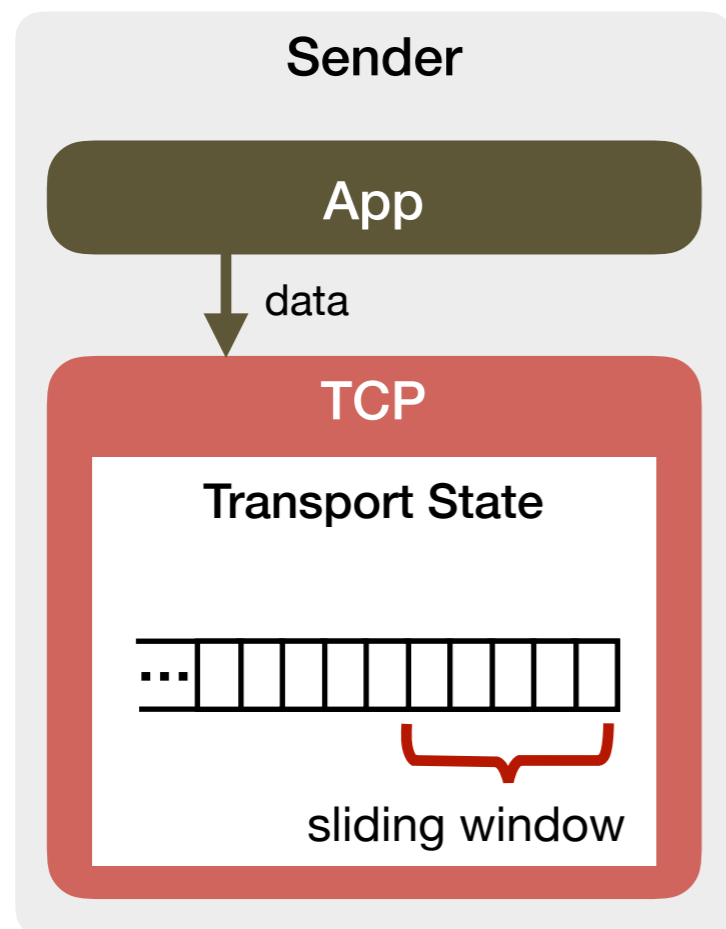 Sender
App
data
TCP
Transport State
...
sliding window